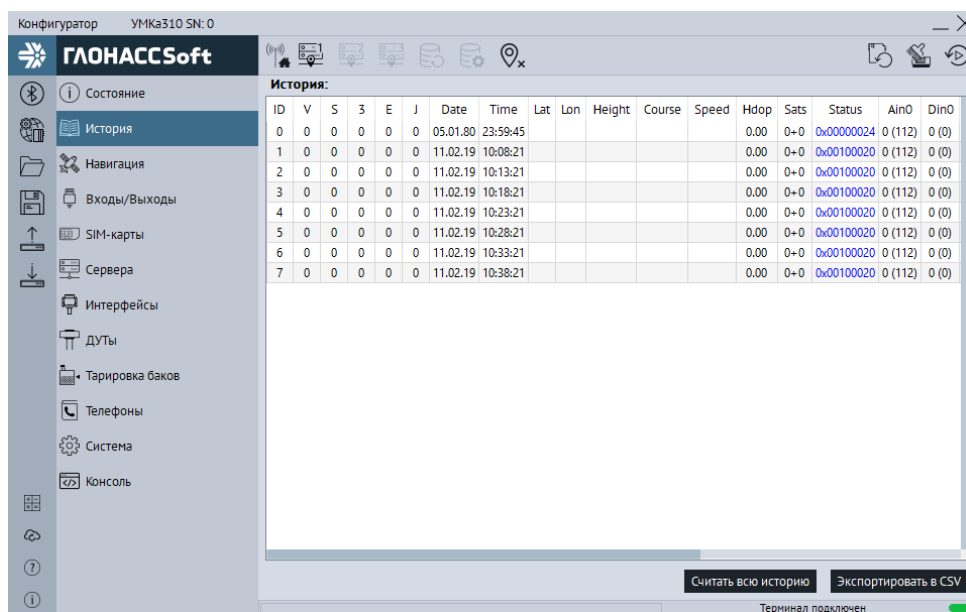 Конфигуратор УМКа310 SN: 0
ГЛОНАССSoft
1 2 3
История:
Состояние
История
Навигация
Входы/Выходы
SIM-карты
Сервера
Интерфейсы
ДУТы
Тарировка баков
Телефоны
Система
Консоль
ID V S 3 E J Date Time Lat Lon Height Course Speed Hdop Sats Status Ain0 Din0
0 0 0 0 0 0 05.01.80 23:59:45 0.00 0+0 0x00000024 0 (112) 0 (0)
1 0 0 0 0 0 11.02.19 10:08:21 0.00 0+0 0x00100020 0 (112) 0 (0)
2 0 0 0 0 0 11.02.19 10:13:21 0.00 0+0 0x00100020 0 (112) 0 (0)
3 0 0 0 0 0 11.02.19 10:18:21 0.00 0+0 0x00100020 0 (112) 0 (0)
4 0 0 0 0 0 11.02.19 10:23:21 0.00 0+0 0x00100020 0 (112) 0 (0)
5 0 0 0 0 0 11.02.19 10:28:21 0.00 0+0 0x00100020 0 (112) 0 (0)
6 0 0 0 0 0 11.02.19 10:33:21 0.00 0+0 0x00100020 0 (112) 0 (0)
7 0 0 0 0 0 11.02.19 10:38:21 0.00 0+0 0x00100020 0 (112) 0 (0)
Считать всю историю Экспортировать в CSV
Терминал подключен